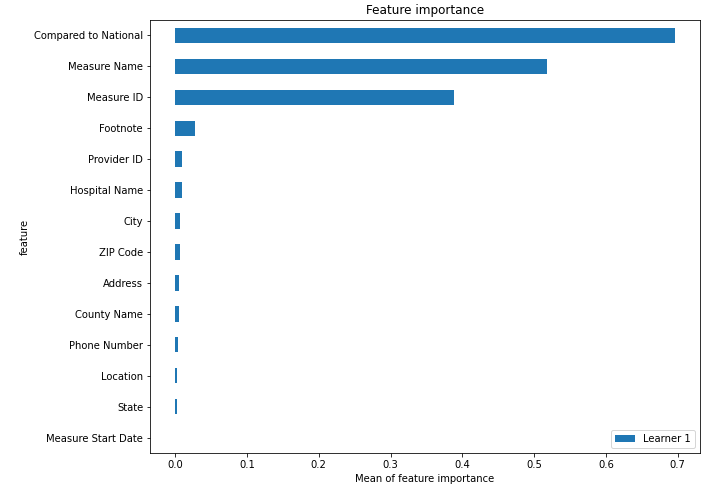 Feature importance
Compared to National
Measure Name
Measure ID
Footnote
Provider ID
Hospital Name
City
ZIP Code
Address
County Name
Phone Number
Location
State
Measure Start Date
feature
Learner 1
0.0 0.1 0.2 0.3 0.4 0.5 0.6 0.7
Mean of feature importance